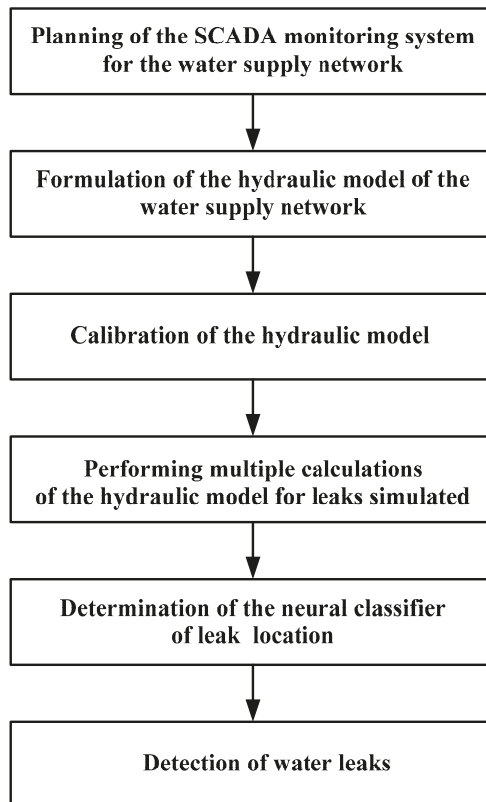 Planning of the SCADA monitoring system
for the water supply network
Formulation of the hydraulic model of the
water supply network
Calibration of the hydraulic model
Performing multiple calculations
of the hydraulic model for leaks simulated
Determination of the neural classifier
of leak location
Detection of water leaks